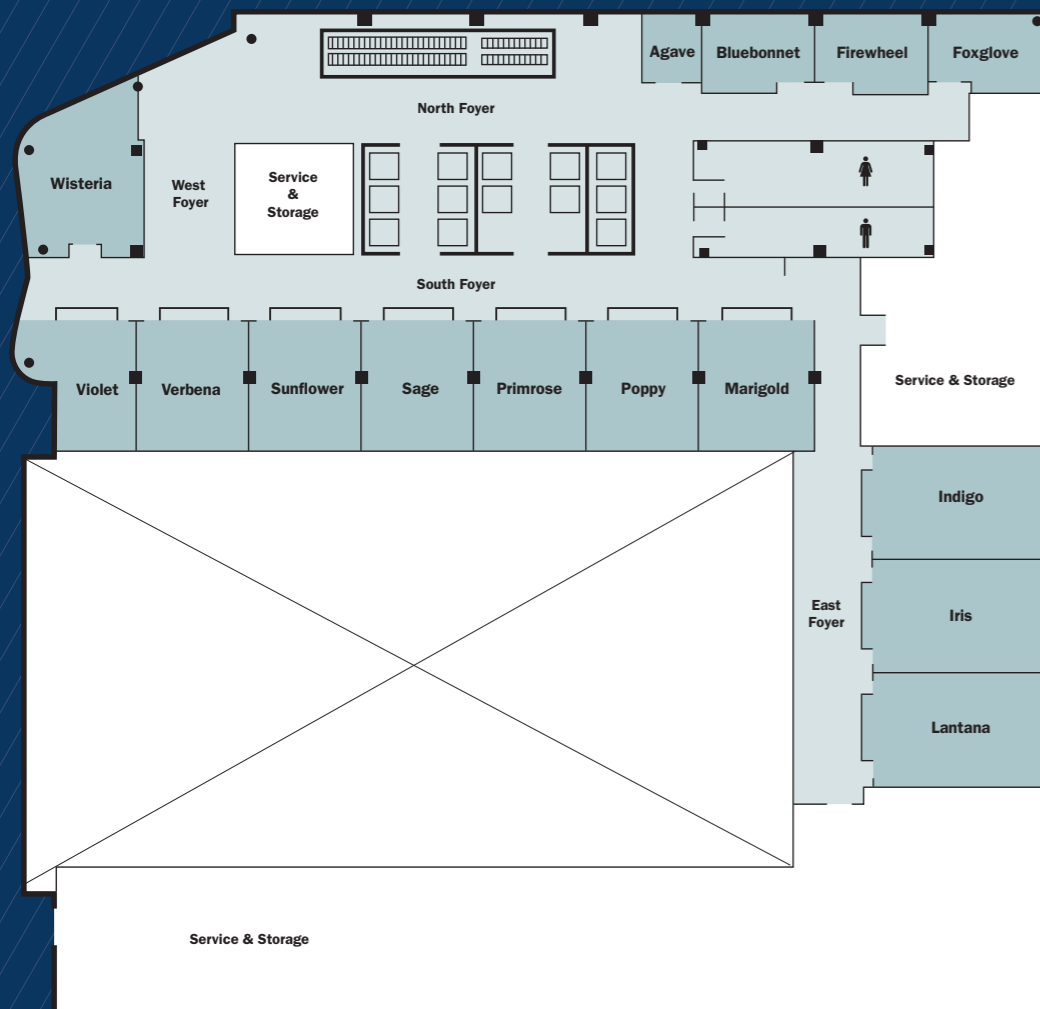 Agave
Bluebonnet
Firewheel
Foxglove
North Foyer
Wisteria
West
Foyer
Service
&
Storage
South Foyer
Violet
Verbena
Sunflower
Sage
Primrose
Poppy
Marigold
Service & Storage
Indigo
East
Foyer
Iris
Lantana
Service & Storage